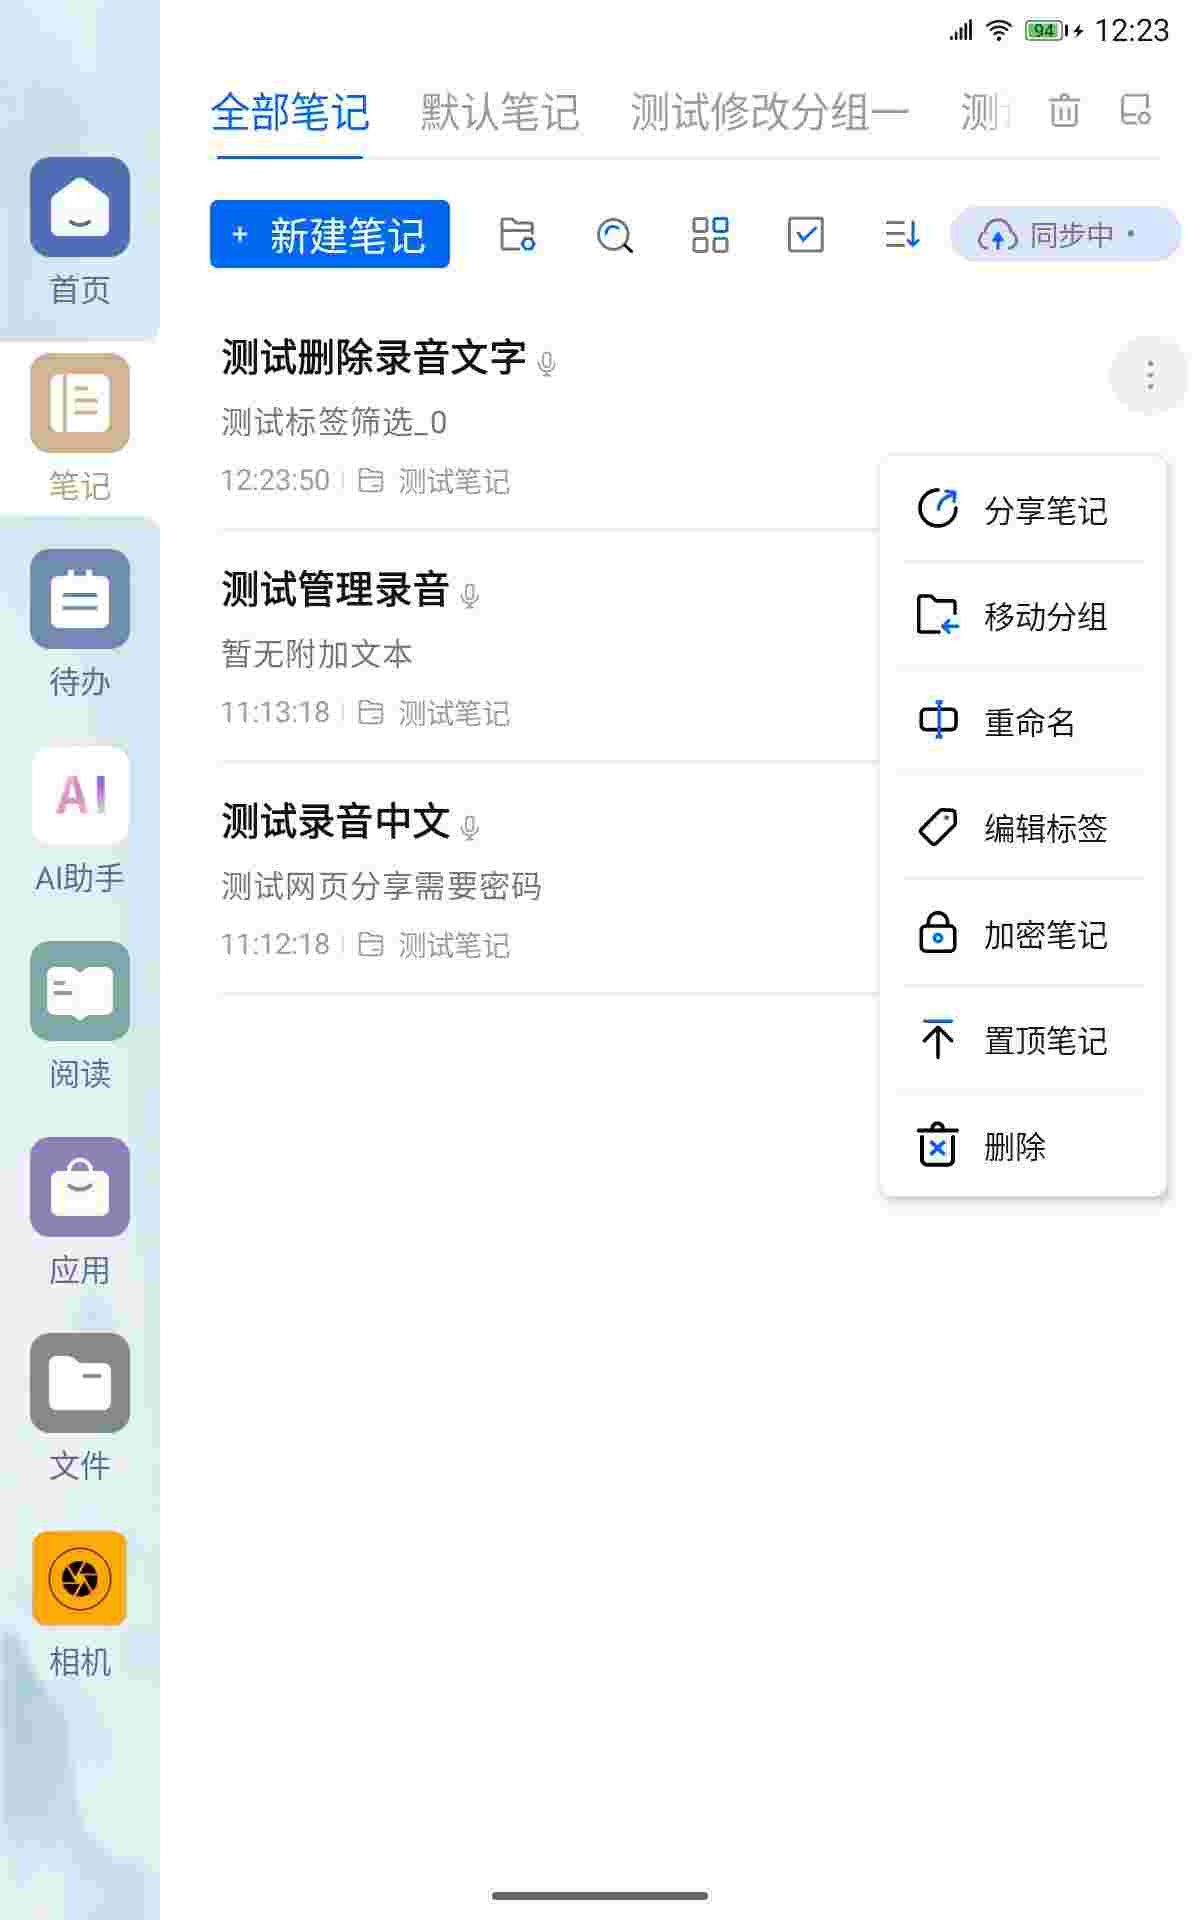 94 12:23
全部笔记 默认笔记 测试修改分组一 测
+ 新建笔记 同步中 ·
首页
笔记
待办
AI
AI助手
阅读
应用
文件
相机
测试删除录音文字
测试标签筛选_0
12:23:50 测试笔记
测试管理录音
暂无附加文本
11:13:18 测试笔记
测试录音中文
测试网页分享需要密码
11:12:18 测试笔记
分享笔记
移动分组
重命名
编辑标签
加密笔记
置顶笔记
删除